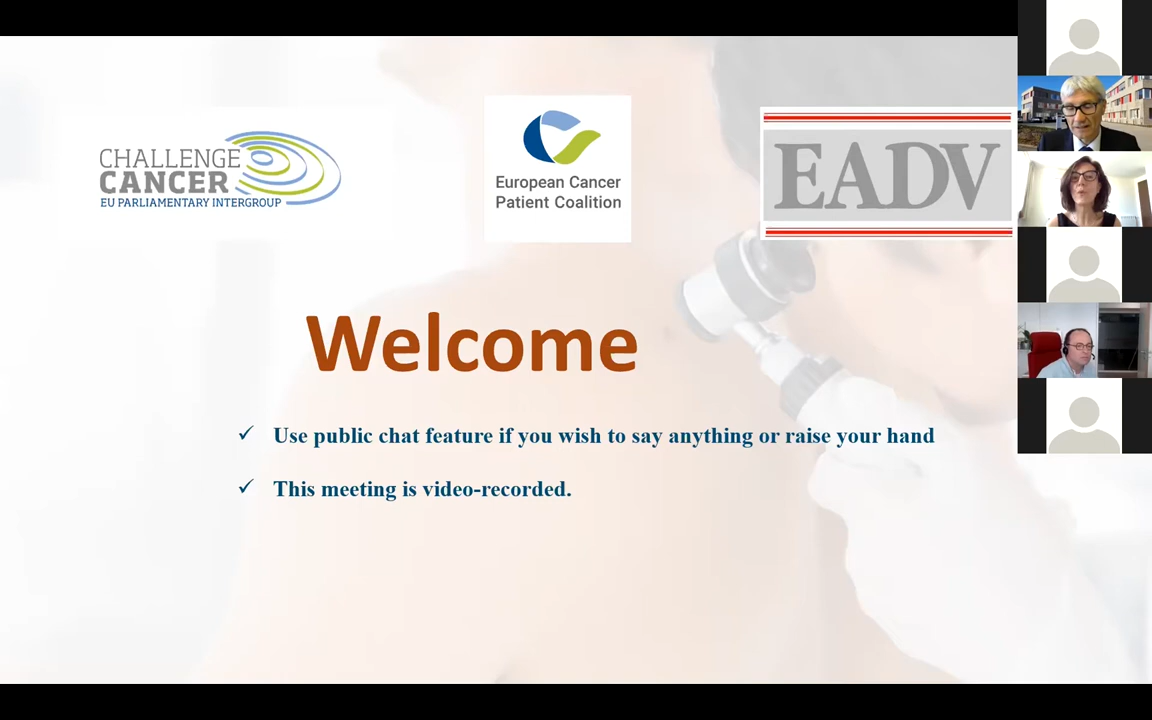 CHALLENGE
CANCER
EU PARLIAMENTARY INTERGROUP
European Cancer
Patient Coalition
EADV
Welcome
✓ Use public chat feature if you wish to say anything or raise your hand
✓ This meeting is video-recorded.